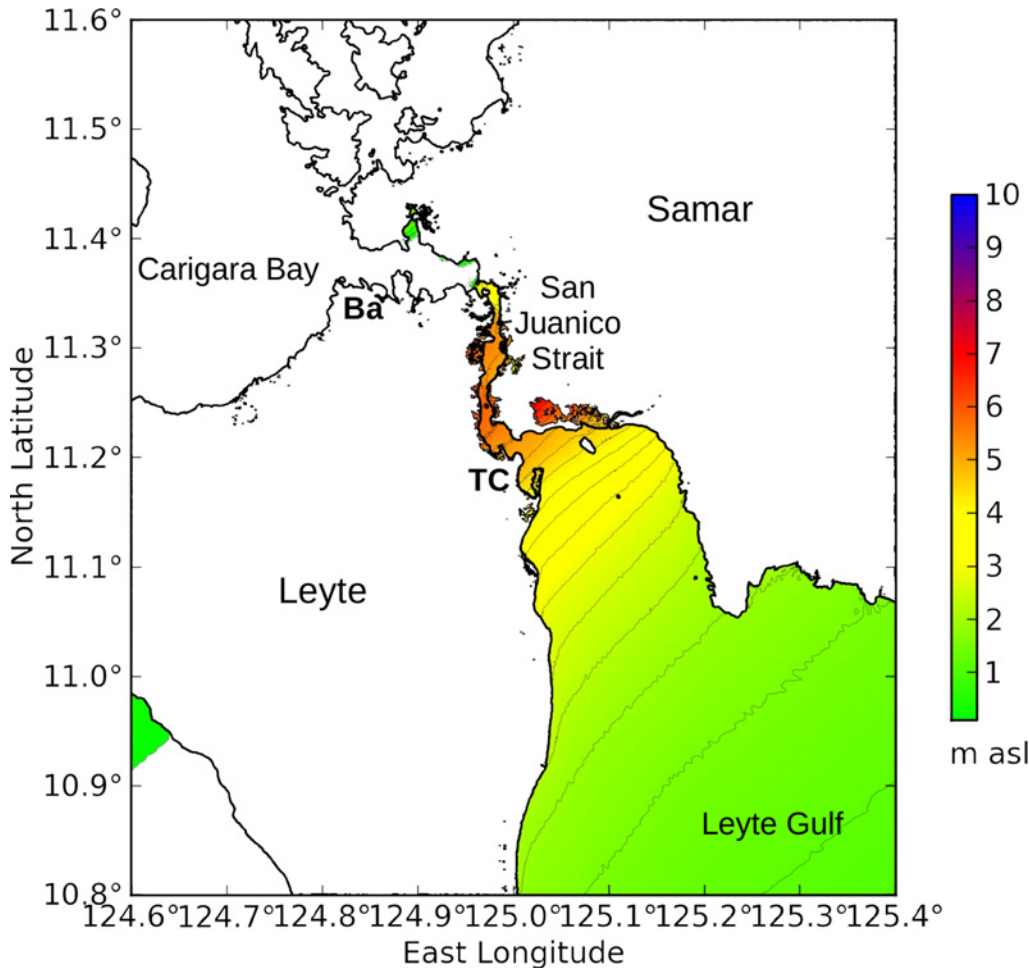 11.6°
11.5°
11.4°
11.3°
11.2°
11.1°
11.0°
10.9°
10.8°
North Latitude
Samar
Carigara Bay
Ba
San
Juanico
Strait
TC
Leyte
Leyte Gulf
10
9
8
7
6
5
4
3
2
1
m asl
124.6° 124.7° 124.8° 124.9° 125.0° 125.1° 125.2° 125.3° 125.4°
East Longitude